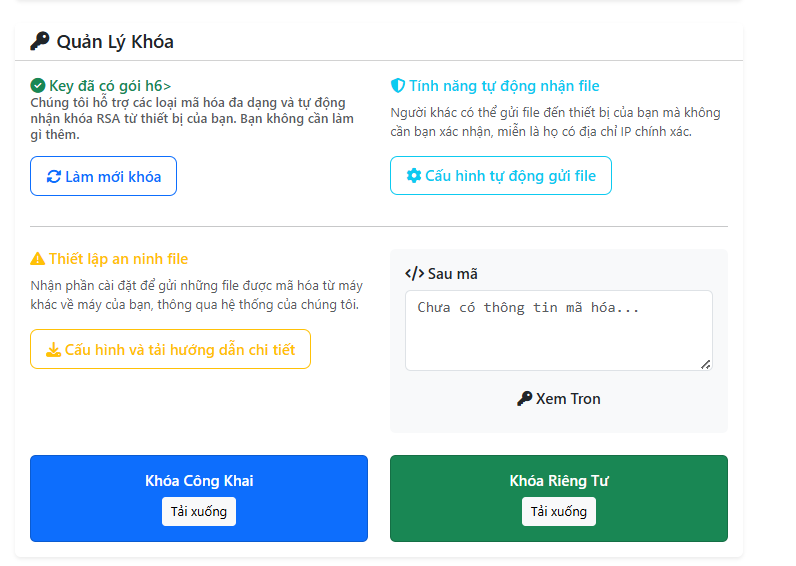 Quản Lý Khóa
Key đã có gói h6>
Chúng tôi hỗ trợ các loại mã hóa đa dạng và tự động
nhận khóa RSA từ thiết bị của bạn. Bạn không cần làm
gì thêm.
Làm mới khóa
Tính năng tự động nhận file
Người khác có thể gửi file đến thiết bị của bạn mà không
cần bạn xác nhận, miễn là họ có địa chỉ IP chính xác.
Cấu hình tự động gửi file
Thiết lập an ninh file
Nhận phần cài đặt để gửi những file được mã hóa từ máy
khác về máy của bạn, thông qua hệ thống của chúng tôi.
Cấu hình và tải hướng dẫn chi tiết
Sau mã
Chưa có thông tin mã hóa...
Xem Tron
Khóa Công Khai
Tải xuống
Khóa Riêng Tư
Tải xuống